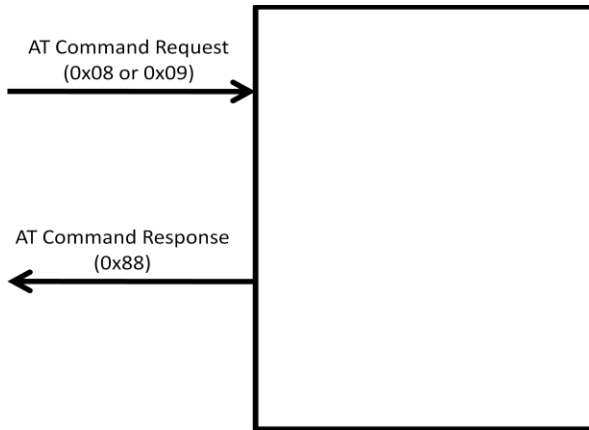 AT Command Request
(0x08 or 0x09)
AT Command Response
(0x88)